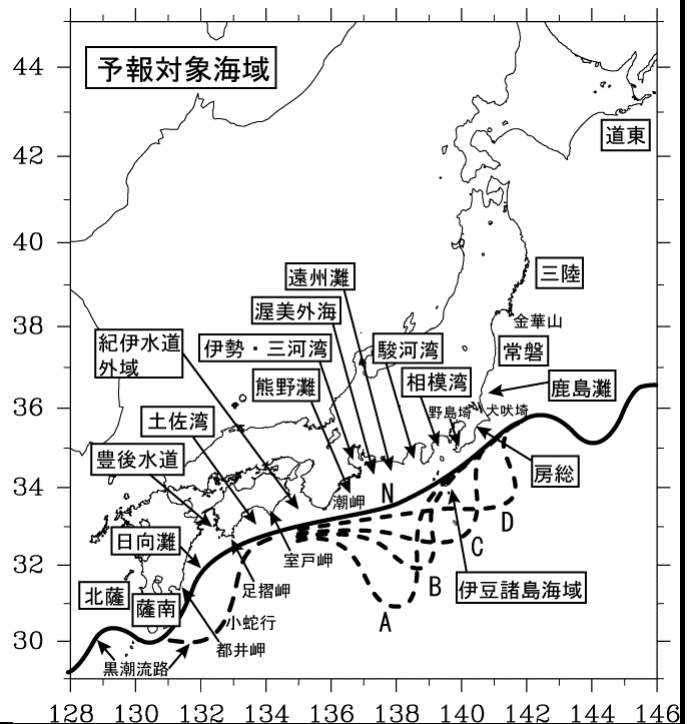 予報対象海域
44
42
40
38
36
34
32
30
道東
三陸
金華山
常磐
遠州灘
渥美外海
紀伊水道
外域
伊勢・三河湾
駿河湾
熊野灘
相模湾
鹿島灘
野島埼
犬吠埼
土佐湾
豊後水道
房総
潮岬
N
D
日向灘
室戸岬
C
足摺岬
B
伊豆諸島海域
北薩
薩南
小蛇行
A
都井岬
黒潮流路
128 130 132 134 136 138 140 142 144 146